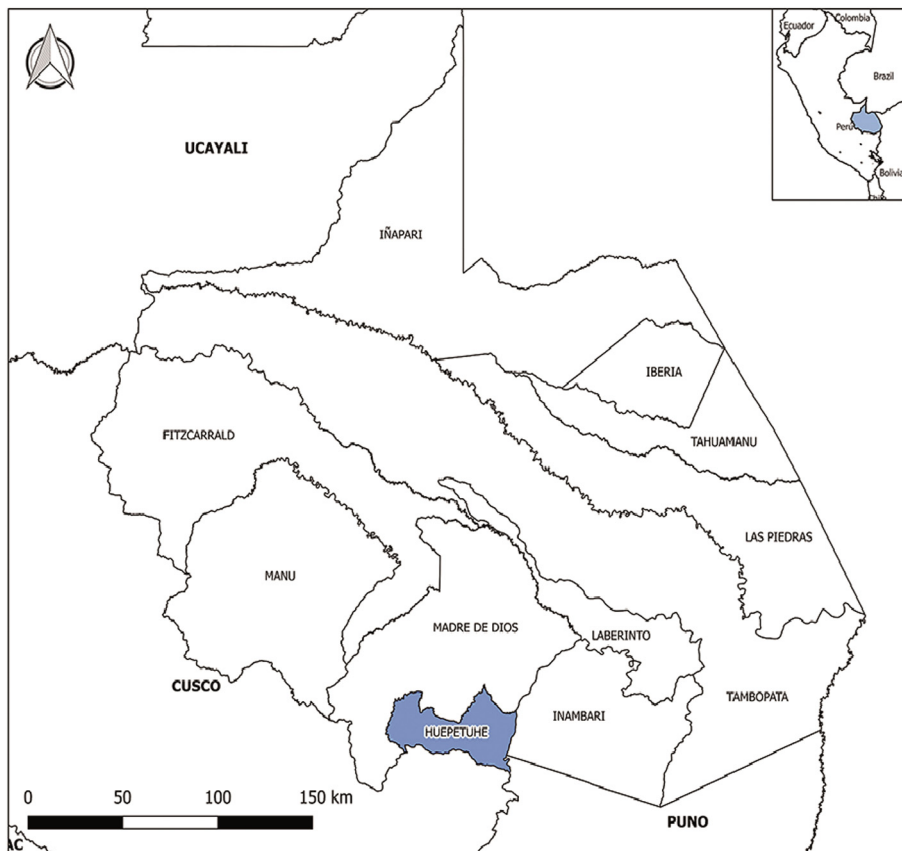 Ecuador
Colombia
Brazil
Peru
Bolivia
UCAYALI
IÑAPARI
IBERIA
TAHUAMANU
FITZCARRALD
LAS PIEDRAS
MANU
MADRE DE DIOS
LABERINTO
CUSCO
TAMBOPATA
INAMBARI
HUEPETUHE
0 50 100 150 km
PUNO
AC